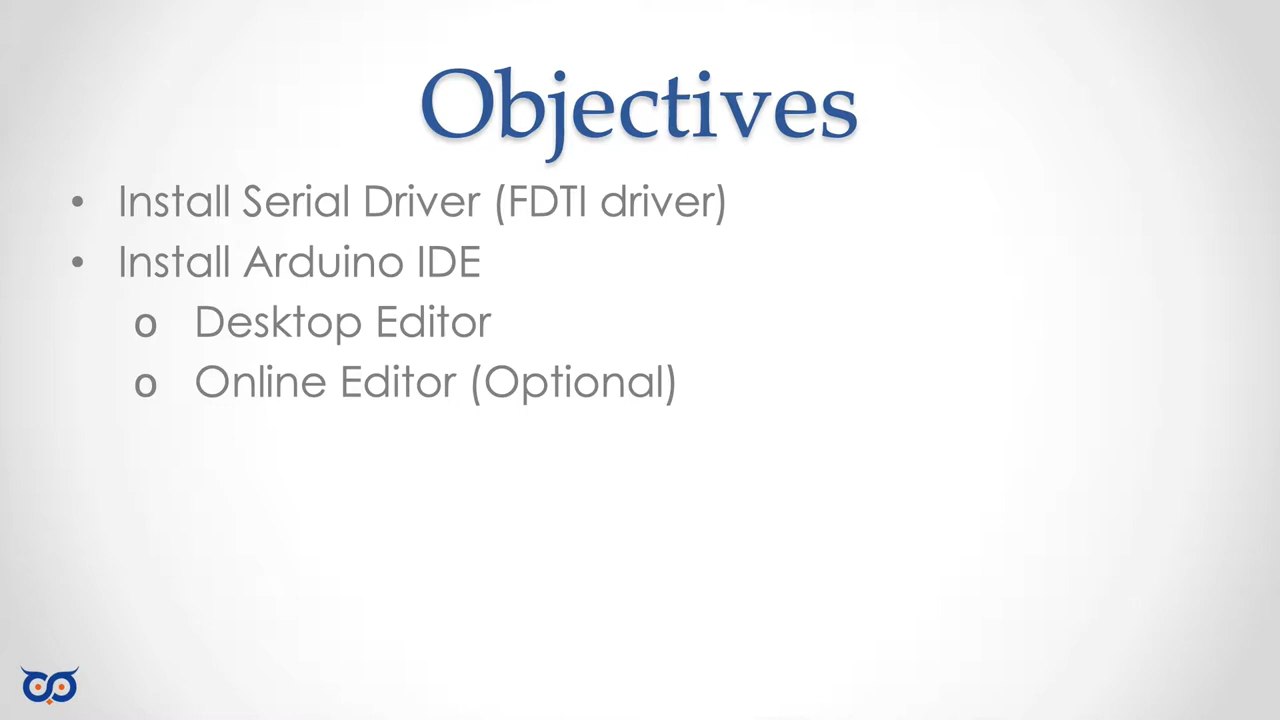 Objectives
• Install Serial Driver (FDTI driver)
• Install Arduino IDE
o Desktop Editor
o Online Editor (Optional)